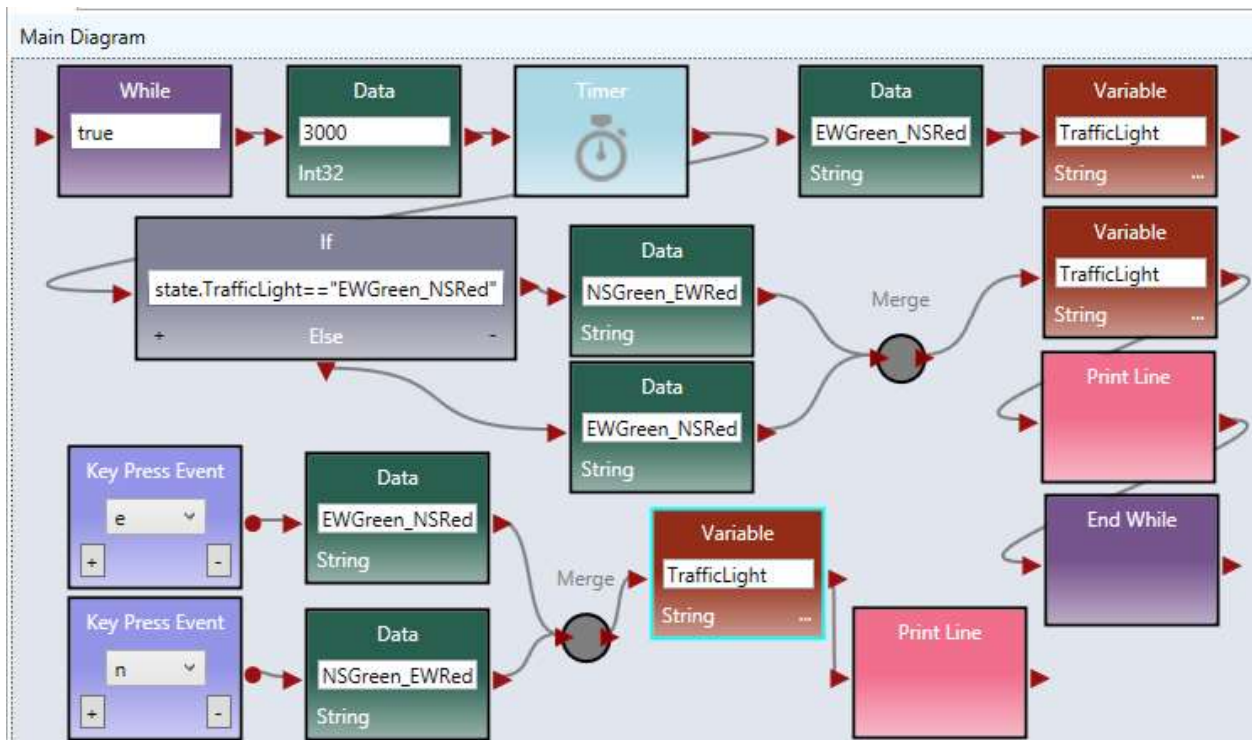 Main Diagram
While
true
Data
3000
Int32
Timer
Data
EWGreen_NSRed
String
Variable
TrafficLight
String ...
If
state.TrafficLight=="EWGreen_NSRed"
+ Else -
Data
NSGreen_EWRed
String
Data
EWGreen_NSRed
String
Merge
Variable
TrafficLight
String ...
Print Line
End While
Key Press Event
e
+ -
Data
EWGreen_NSRed
String
Key Press Event
n
+ -
Data
NSGreen_EWRed
String
Merge
Variable
TrafficLight
String ...
Print Line